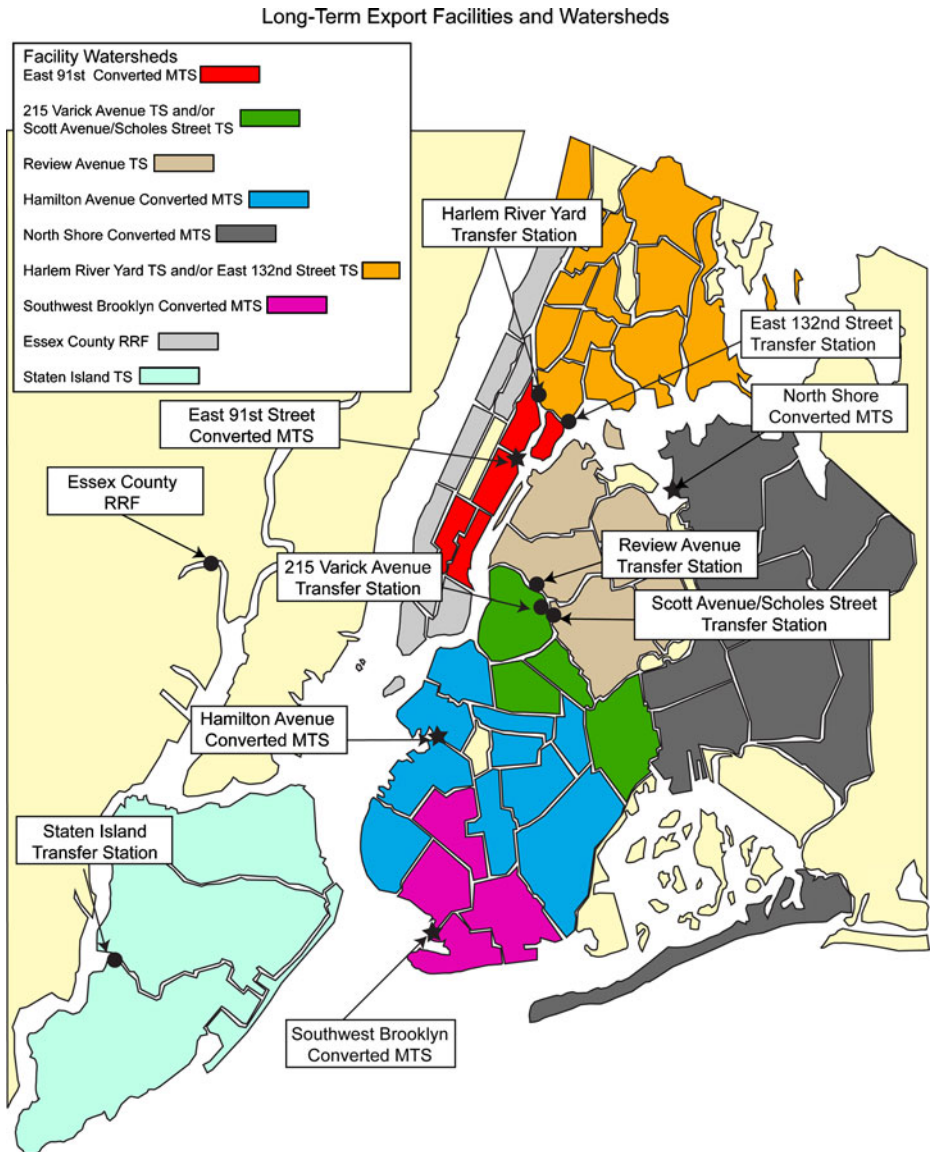 Long-Term Export Facilities and Watersheds
Facility Watersheds
East 91st Converted MTS
215 Varick Avenue TS and/or
Scott Avenue/Scholes Street TS
Review Avenue TS
Hamilton Avenue Converted MTS
North Shore Converted MTS
Harlem River Yard TS and/or East 132nd Street TS
Southwest Brooklyn Converted MTS
Essex County RRF
Staten Island TS
Harlem River Yard
Transfer Station
East 132nd Street
Transfer Station
North Shore
Converted MTS
East 91st Street
Converted MTS
Essex County
RRF
215 Varick Avenue
Transfer Station
Review Avenue
Transfer Station
Scott Avenue/Scholes Street
Transfer Station
Hamilton Avenue
Converted MTS
Staten Island
Transfer Station
Southwest Brooklyn
Converted MTS